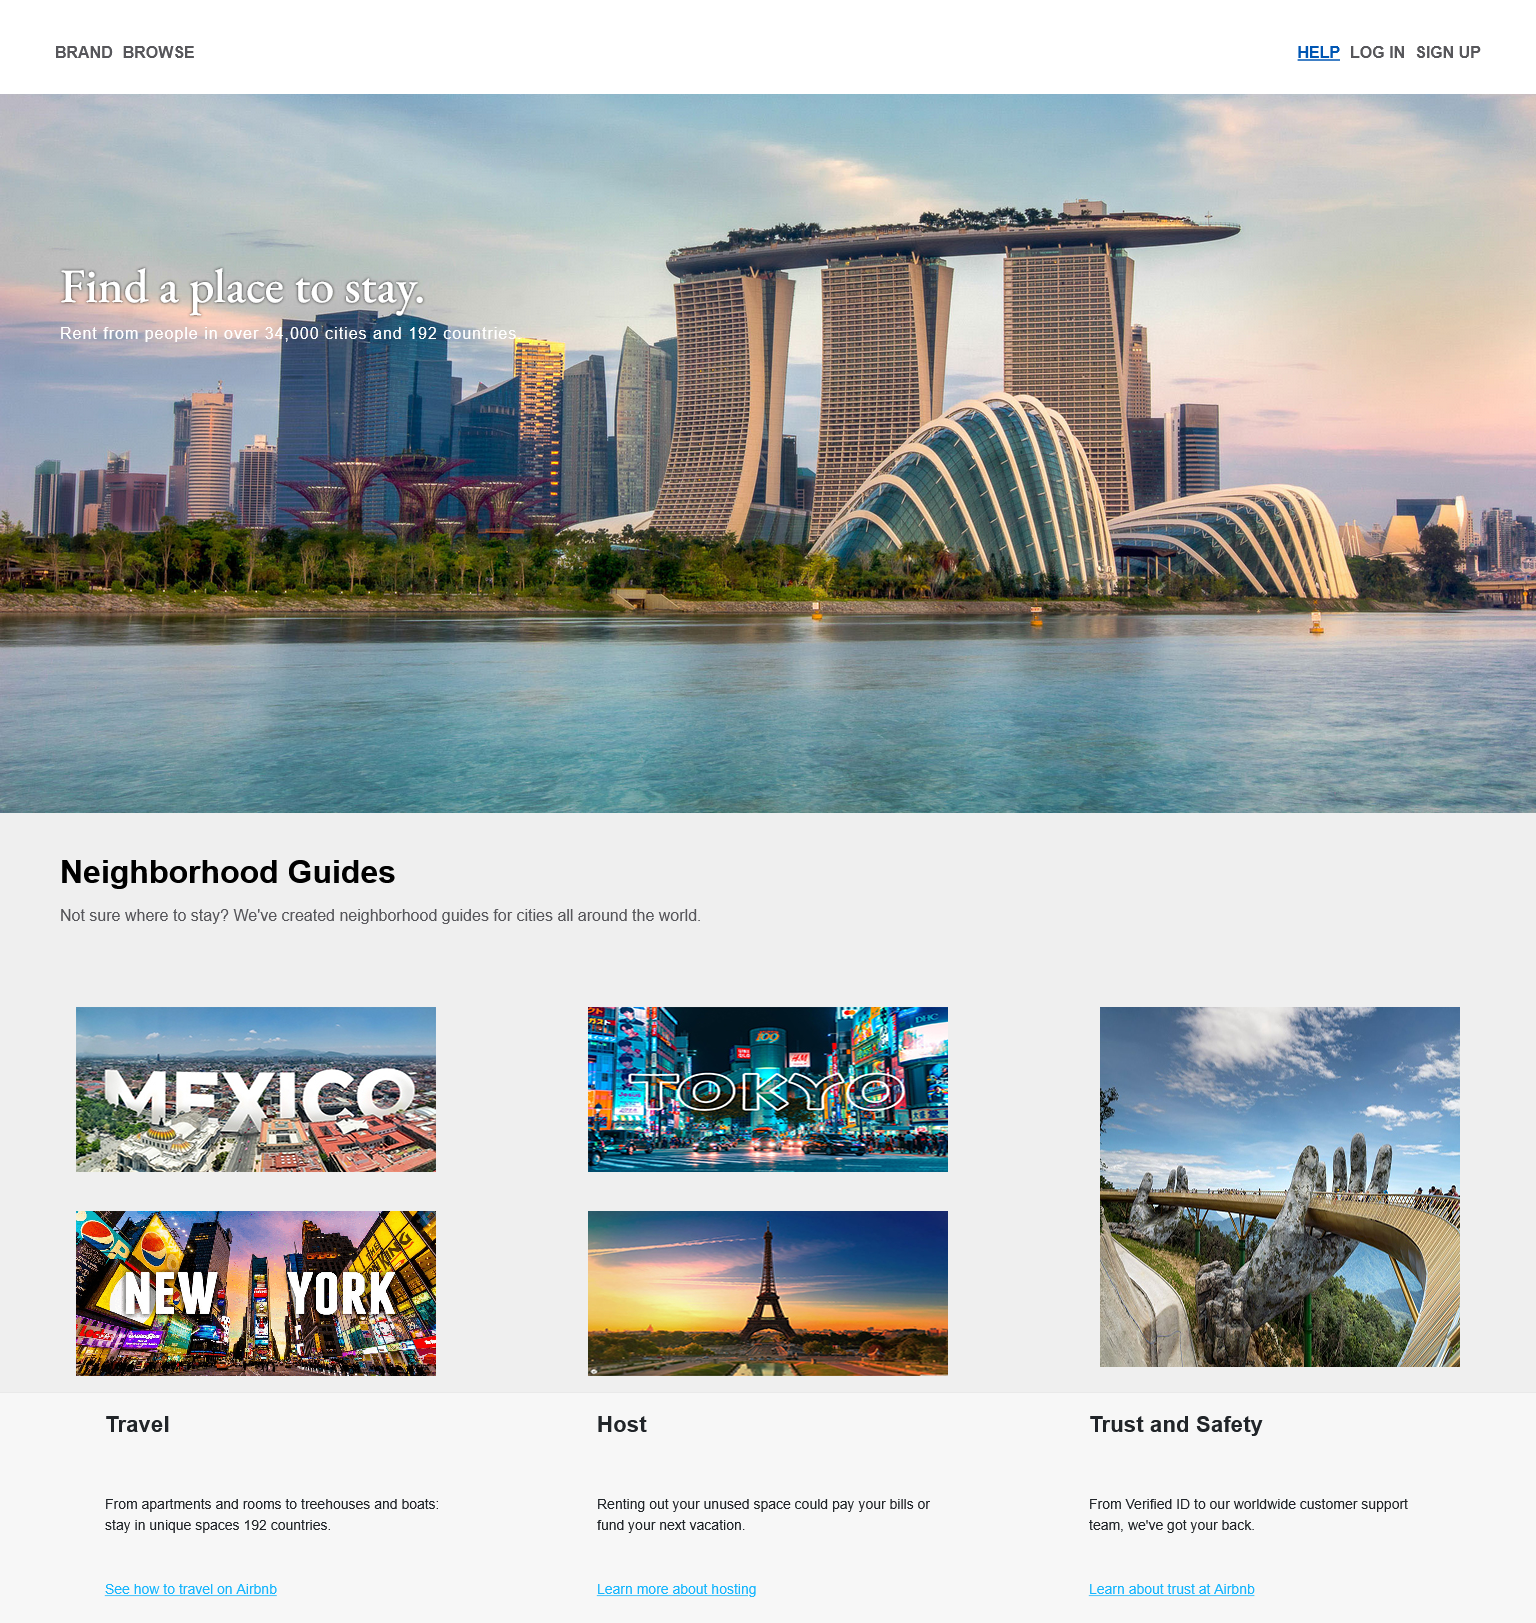 BRAND BROWSE
HELP LOG IN SIGN UP
Find a place to stay.
Rent from people in over 34,000 cities and 192 countries.
Neighborhood Guides
Not sure where to stay? We've created neighborhood guides for cities all around the world.
MEXICO
TOKYO
100
H&M
DHC
NEW YORK
Travel
Host
Trust and Safety
From apartments and rooms to treehouses and boats:
stay in unique spaces 192 countries.
Renting out your unused space could pay your bills or
fund your next vacation.
From Verified ID to our worldwide customer support
team, we've got your back.
See how to travel on Airbnb
Learn more about hosting
Learn about trust at Airbnb